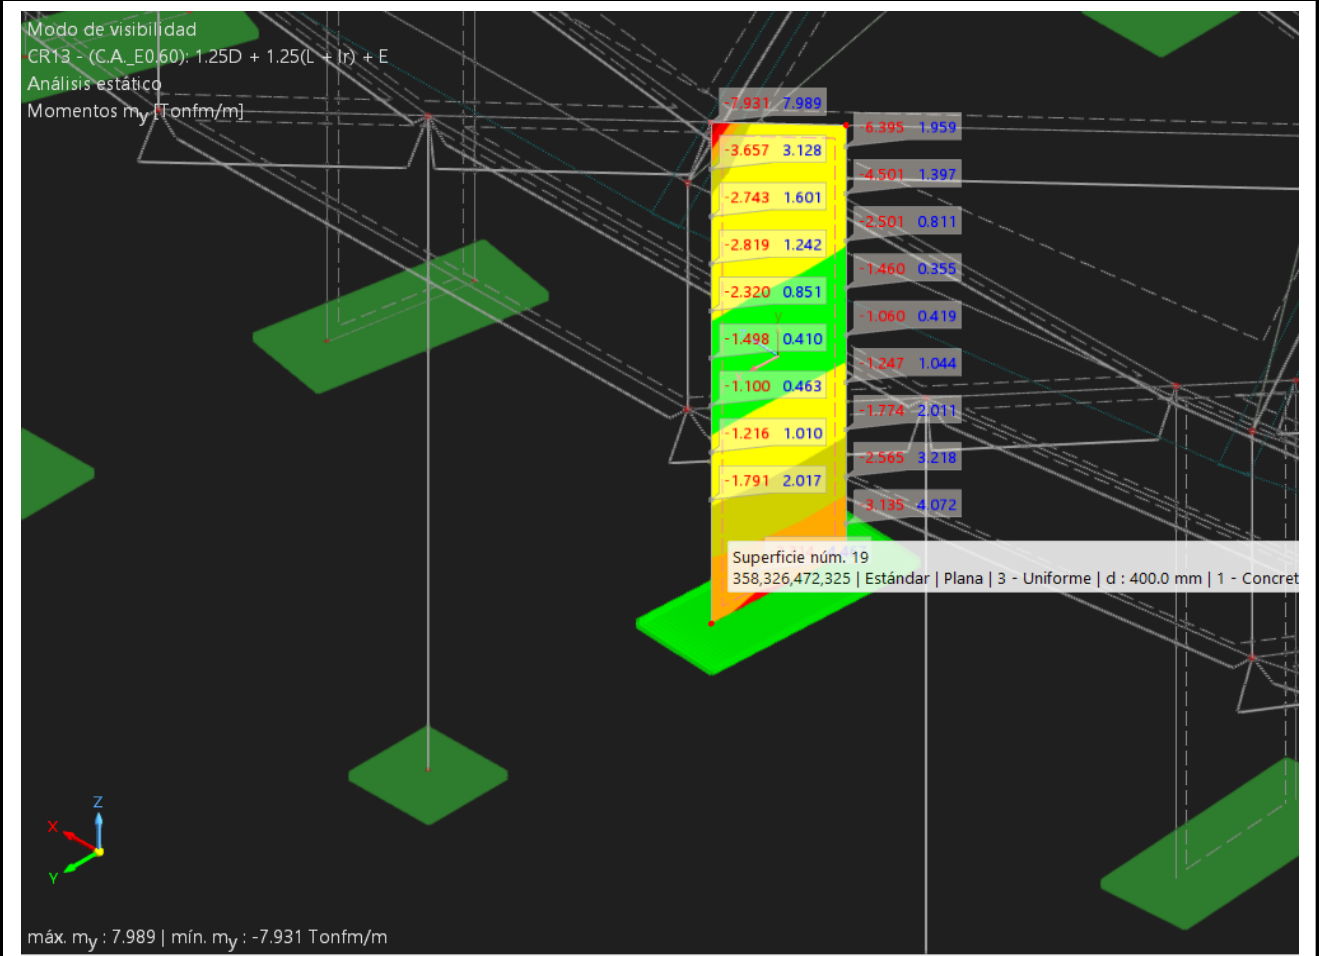 Modo de visibilidad
CR13 - (C.A._E0.60): 1.25D + 1.25(L + lr) + E
Análisis estático
Momentos my [Tonfm/m]
-7.931 7.989
-6.395 1.959
-3.657 3.128
-4.501 1.397
-2.743 1.601
-2.501 0.811
-2.819 1.242
-1.460 0.355
-2.320 0.851
-1.060 0.419
-1.498 0.410
-1.247 1.044
-1.100 0.463
-1.774 2.011
-1.216 1.010
-2.565 3.218
-1.791 2.017
-3.135 4.072
Superficie núm. 19
358,326,472,325 | Estándar | Plana | 3 - Uniforme | d : 400.0 mm | 1 - Concret
y
Z
X
Y
máx. my : 7.989 | mín. my : -7.931 Tonfm/m